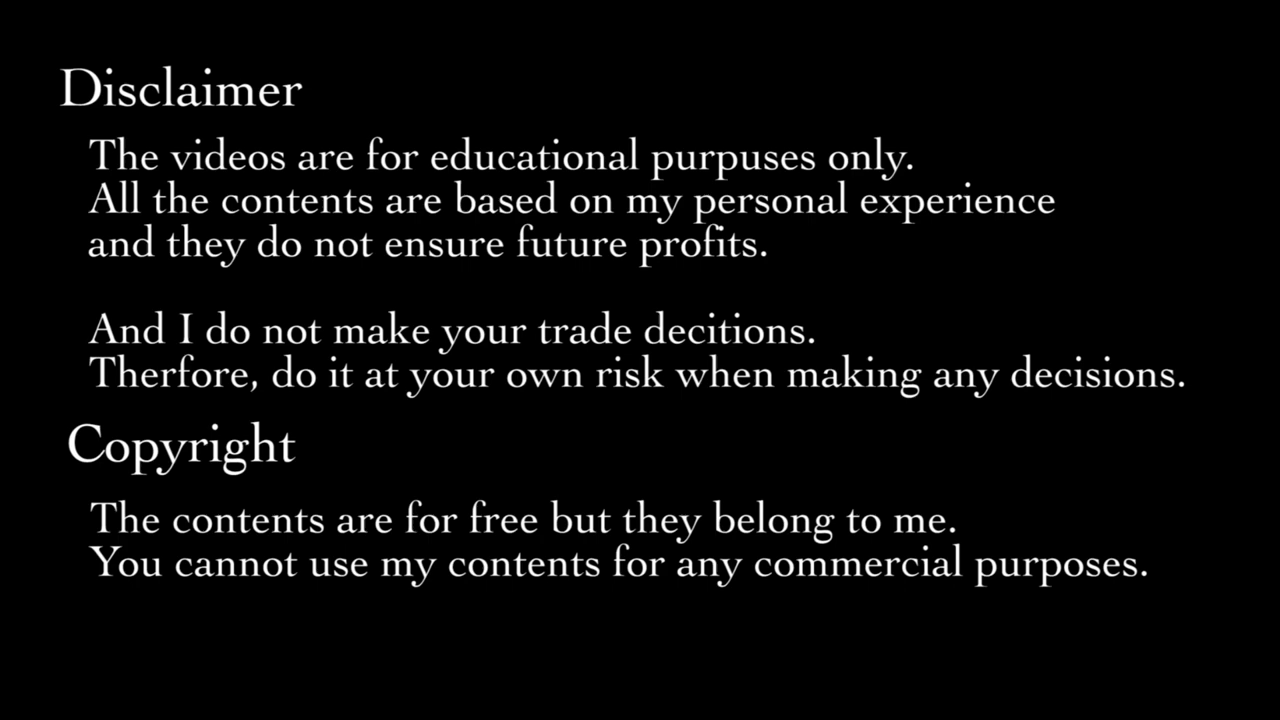 Disclaimer
The videos are for educational purpuses only.
All the contents are based on my personal experience
and they do not ensure future profits.
And I do not make your trade decitions.
Therfore, do it at your own risk when making any decisions.
Copyright
The contents are for free but they belong to me.
You cannot use my contents for any commercial purposes.